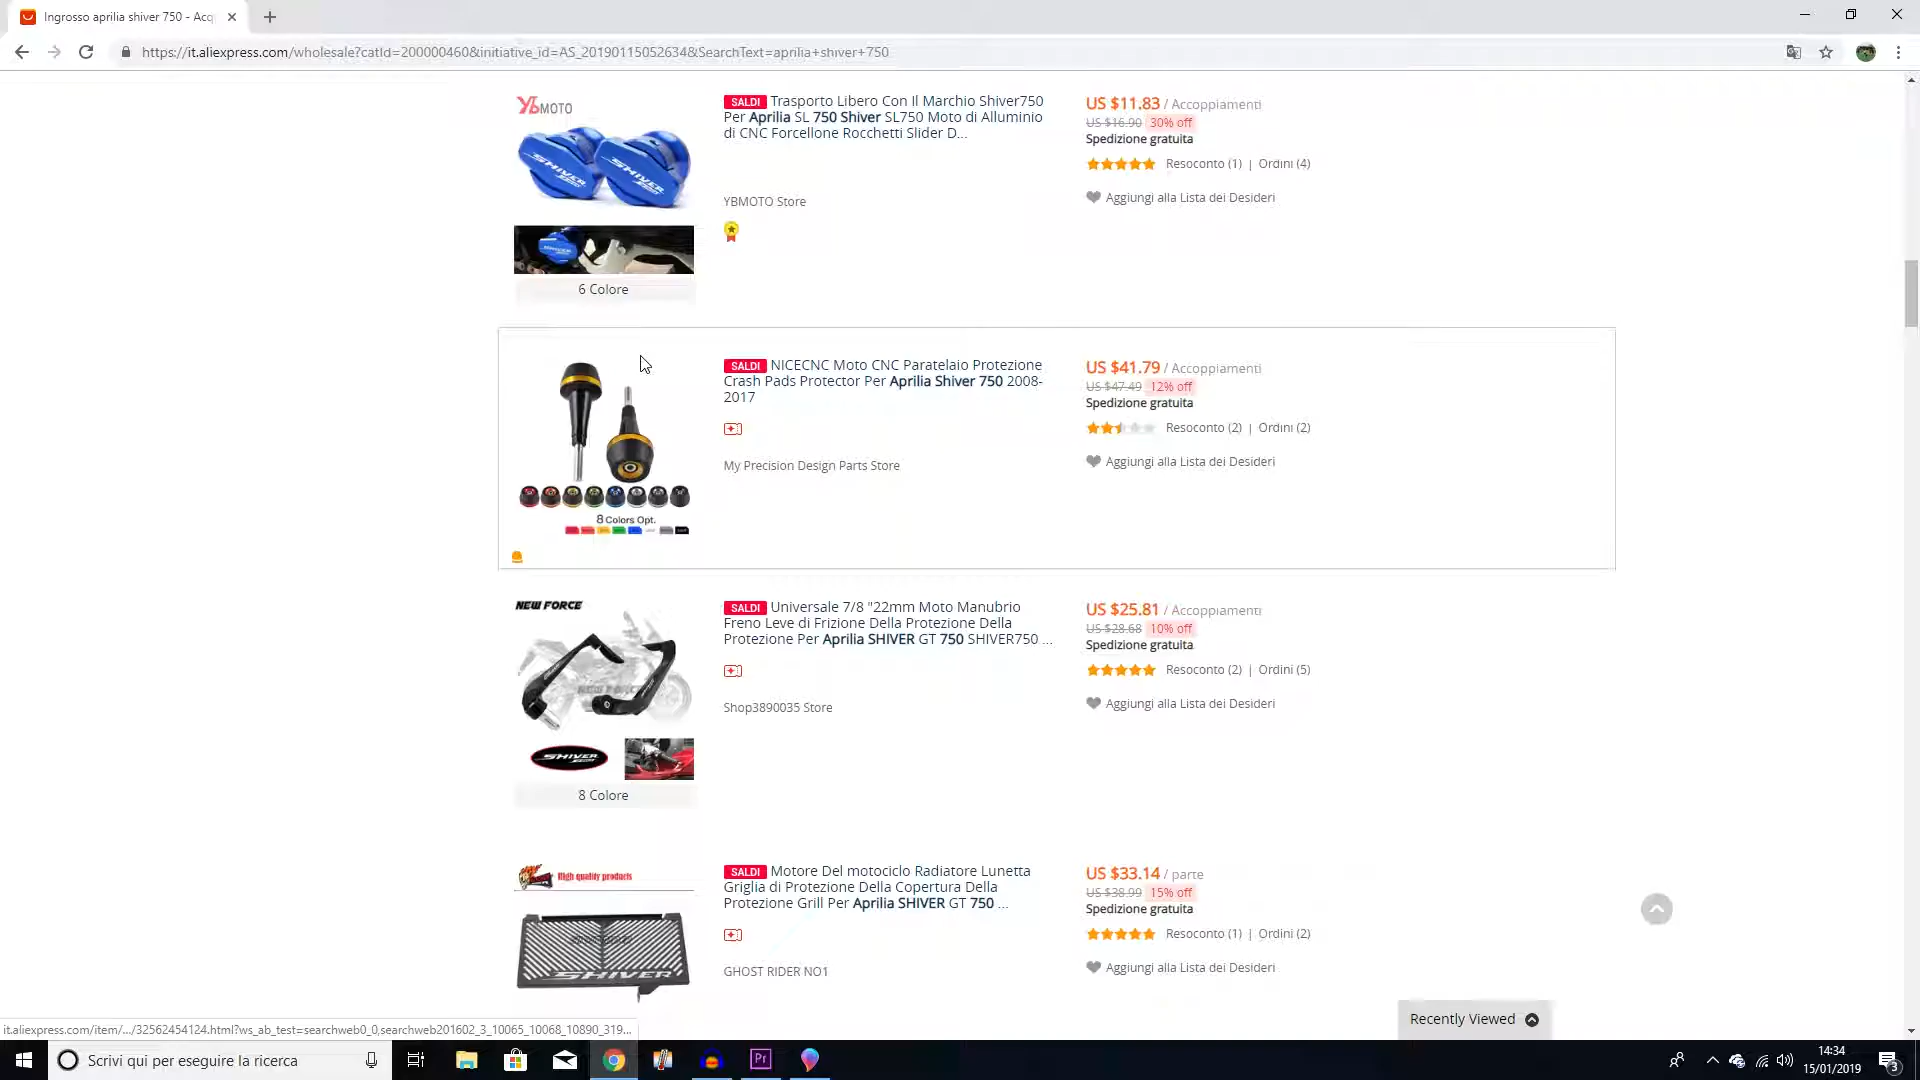 Ingrosso aprilia shiver 750 - Acq
https://it.aliexpress.com/wholesale?catId=200000460&initiative_id=AS_20190115052634&SearchText=aprilia+shiver+750
YBMOTO
SHIVER
SHIVER
6 Colore
SALDI Trasporto Libero Con Il Marchio Shiver750
Per Aprilia SL 750 Shiver SL750 Moto di Alluminio
di CNC Forcellone Rocchetti Slider D...
YBMOTO Store
US $11.83 / Accoppiamenti
US $16.90 30% off
Spedizione gratuita
Resoconto (1) | Ordini (4)
Aggiungi alla Lista dei Desideri
8 Colors Opt.
SALDI NICECNC Moto CNC Paratelaio Protezione
Crash Pads Protector Per Aprilia Shiver 750 2008-
2017
My Precision Design Parts Store
US $41.79 / Accoppiamenti
US $47.49 12% off
Spedizione gratuita
Resoconto (2) | Ordini (2)
Aggiungi alla Lista dei Desideri
NEW FORCE
NEW FORCE
SHIVER
8 Colore
SALDI Universale 7/8 "22mm Moto Manubrio
Freno Leve di Frizione Della Protezione Della
Protezione Per Aprilia SHIVER GT 750 SHIVER750 ...
Shop3890035 Store
US $25.81 / Accoppiamenti
US $28.68 10% off
Spedizione gratuita
Resoconto (2) | Ordini (5)
Aggiungi alla Lista dei Desideri
High quality products
SHIVER
SALDI Motore Del motociclo Radiatore Lunetta
Griglia di Protezione Della Copertura Della
Protezione Grill Per Aprilia SHIVER GT 750 ...
GHOST RIDER NO1
US $33.14 / parte
US $38.99 15% off
Spedizione gratuita
Resoconto (1) | Ordini (2)
Aggiungi alla Lista dei Desideri
Recently Viewed
it.aliexpress.com/item/.../32562454124.html?ws_ab_test=searchweb0_0,searchweb201602_3_10065_10068_10890_319...
Scrivi qui per eseguire la ricerca
Pr
14:34
15/01/2019
3